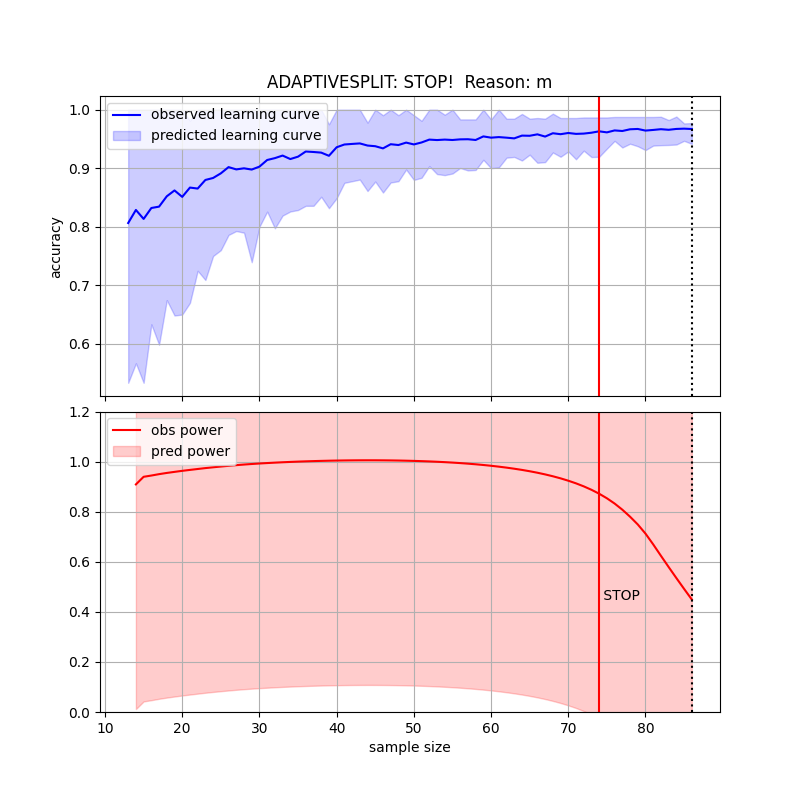 ADAPTIVESPLIT: STOP!  Reason: m
1.0
0.9
0.8
0.7
0.6
accuracy
observed learning curve
predicted learning curve
1.2
1.0
0.8
0.6
0.4
0.2
0.0
obs power
pred power
STOP
10 20 30 40 50 60 70 80
sample size